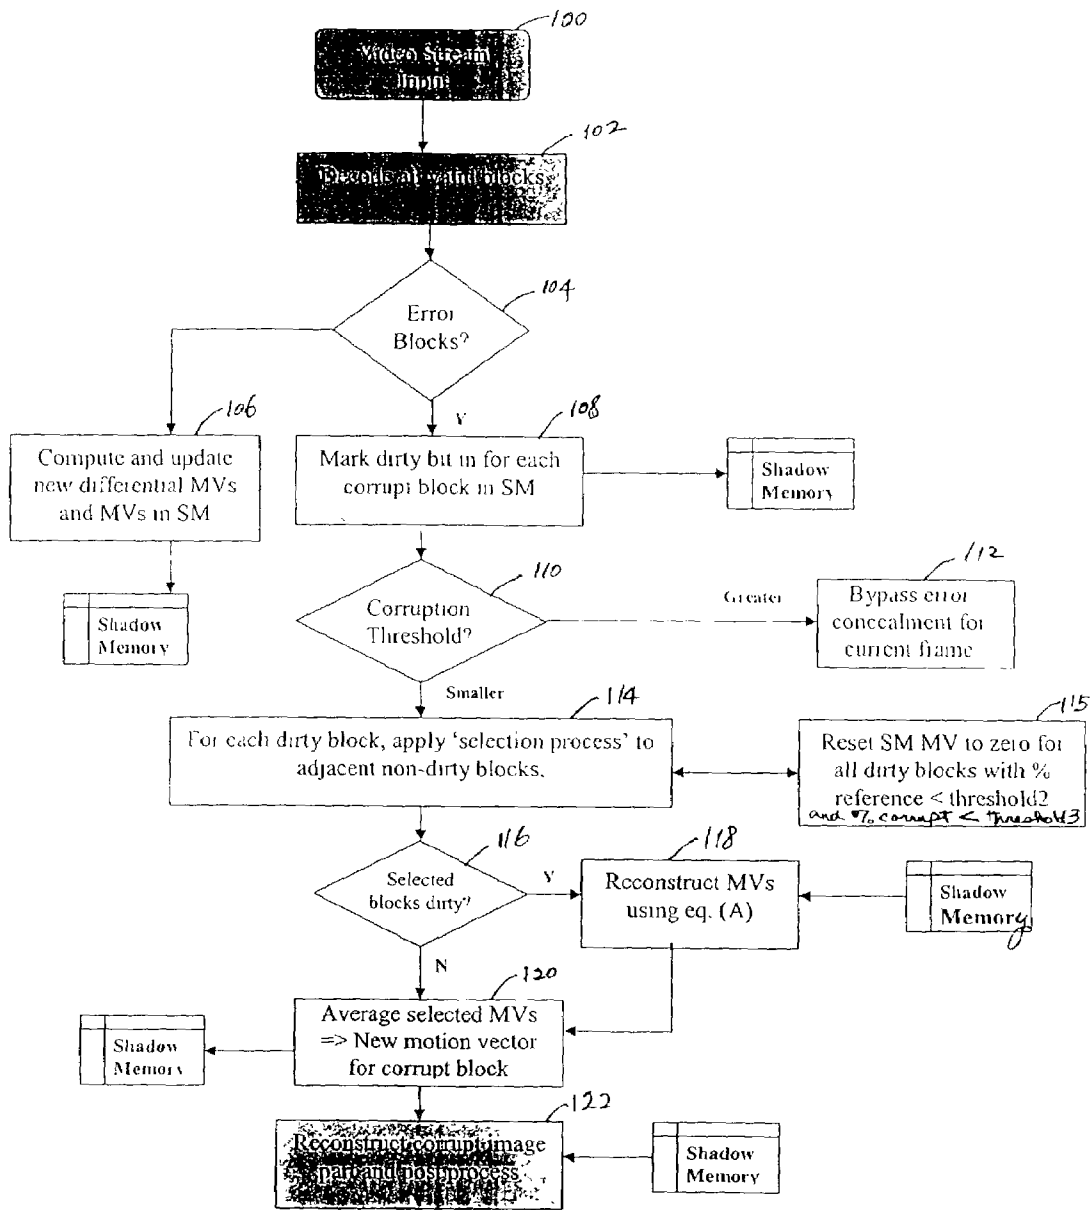 100
Video Stream
Input
102
Decode all valid blocks
104
Error
Blocks?
106
Y
108
Compute and update
new differential MVs
and MVs in SM
Mark dirty bit in for each
corrupt block in SM
Shadow
Memory
110
112
Corruption
Threshold?
Greater
Bypass error
concealment for
current frame
Shadow
Memory
Smaller
114
115
For each dirty block, apply ‘selection process’ to
adjacent non-dirty blocks.
Reset SM MV to zero for
all dirty blocks with %
reference < threshold2
and % corrupt < threshold3
116
118
Selected
blocks dirty?
Y
Reconstruct MVs
using eq. (A)
Shadow
Memory
N
120
Average selected MVs
=> New motion vector
for corrupt block
Shadow
Memory
122
Reconstruct corrupt image
part and post process
Shadow
Memory